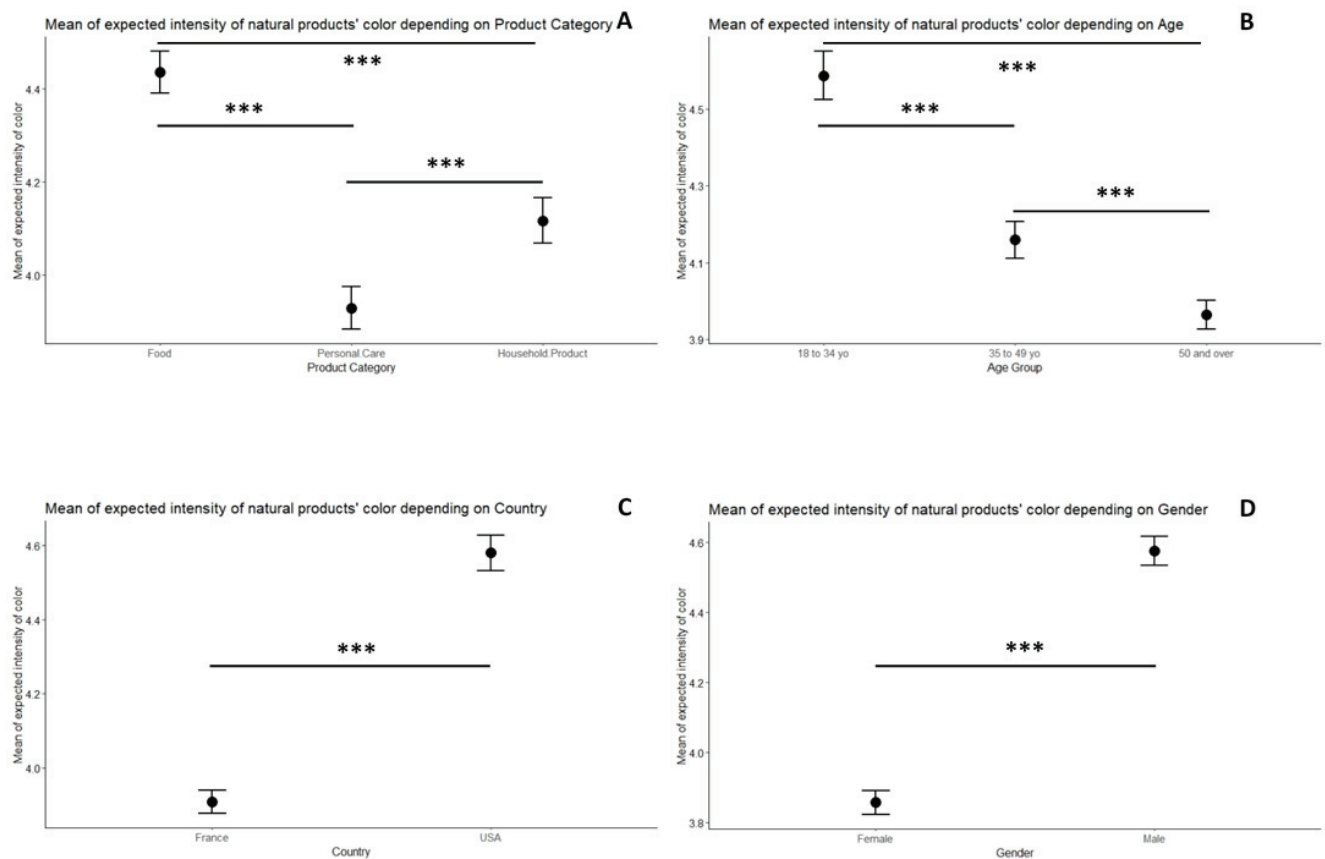 Mean of expected intensity of natural products' color depending on Product Category A
***
***
***
4.4
4.2
4.0
Mean of expected intensity of color
Food Personal.Care Household.Product
Product Category
Mean of expected intensity of natural products' color depending on Age B
***
***
***
4.5
4.3
4.1
3.9
Mean of expected intensity of color
18 to 34 yo 35 to 49 yo 50 and over
Age Group
Mean of expected intensity of natural products' color depending on Country C
***
4.6
4.4
4.2
4.0
Mean of expected intensity of color
France USA
Country
Mean of expected intensity of natural products' color depending on Gender D
***
4.6
4.4
4.2
4.0
3.8
Mean of expected intensity of color
Female Male
Gender